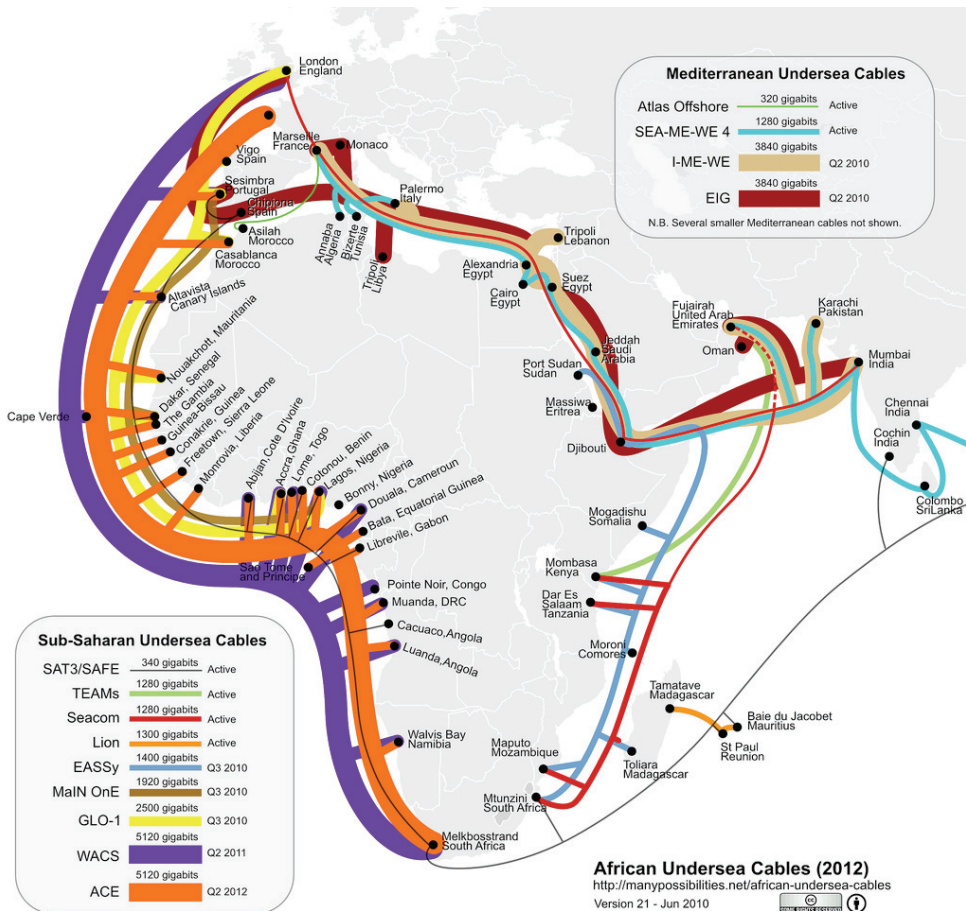 London
England
Vigo
Spain
Sesimbra
Portugal
Chipiona
Spain
Asilah
Morocco
Casablanca
Morocco
Altavista
Canary Islands
Marseille
France
Monaco
Palermo
Italy
Annaba
Algeria
Bizerte
Tunisia
Tripoli
Libya
Alexandria
Egypt
Cairo
Egypt
Tripoli
Lebanon
Suez
Egypt
Jeddah
Saudi
Arabia
Port Sudan
Sudan
Massiwa
Eritrea
Djibouti
Fujairah
United Arab
Emirates
Oman
Karachi
Pakistan
Mumbai
India
Chennai
India
Cochin
India
Colombo
SriLanka
Mediterranean Undersea Cables
Atlas Offshore 320 gigabits Active
SEA-ME-WE 4 1280 gigabits Active
I-ME-WE 3840 gigabits Q2 2010
EIG 3840 gigabits Q2 2010
N.B. Several smaller Mediterranean cables not shown.
Nouakchott, Mauritania
Dakar, Senegal
The Gambia
Guinea-Bissau
Conakrie, Guinea
Freetown, Sierra Leone
Monrovia, Liberia
Cape Verde
Abijan,Cote D'Ivoire
Accra,Ghana
Lome, Togo
Cotonou, Benin
Lagos, Nigeria
Bonny, Nigeria
Douala, Cameroun
Bata, Equatorial Guinea
Librevile, Gabon
Sao Tome
and Principe
Pointe Noir, Congo
Muanda, DRC
Cacuaco,Angola
Luanda,Angola
Walvis Bay
Namibia
Melkbosstrand
South Africa
Mogadishu
Somalia
Mombasa
Kenya
Dar Es
Salaam
Tanzania
Moroni
Comores
Tamatave
Madagascar
Baie du Jacobet
Mauritius
St Paul
Reunion
Toliara
Madagascar
Maputo
Mozambique
Mtunzini
South Africa
Sub-Saharan Undersea Cables
SAT3/SAFE 340 gigabits Active
TEAMs 1280 gigabits Active
Seacom 1280 gigabits Active
Lion 1300 gigabits Active
EASSy 1400 gigabits Q3 2010
MaIN OnE 1920 gigabits Q3 2010
GLO-1 2500 gigabits Q3 2010
WACS 5120 gigabits Q2 2011
ACE 5120 gigabits Q2 2012
African Undersea Cables (2012)
http://manypossibilities.net/african-undersea-cables
Version 21 - Jun 2010
cc
SOME RIGHTS RESERVED